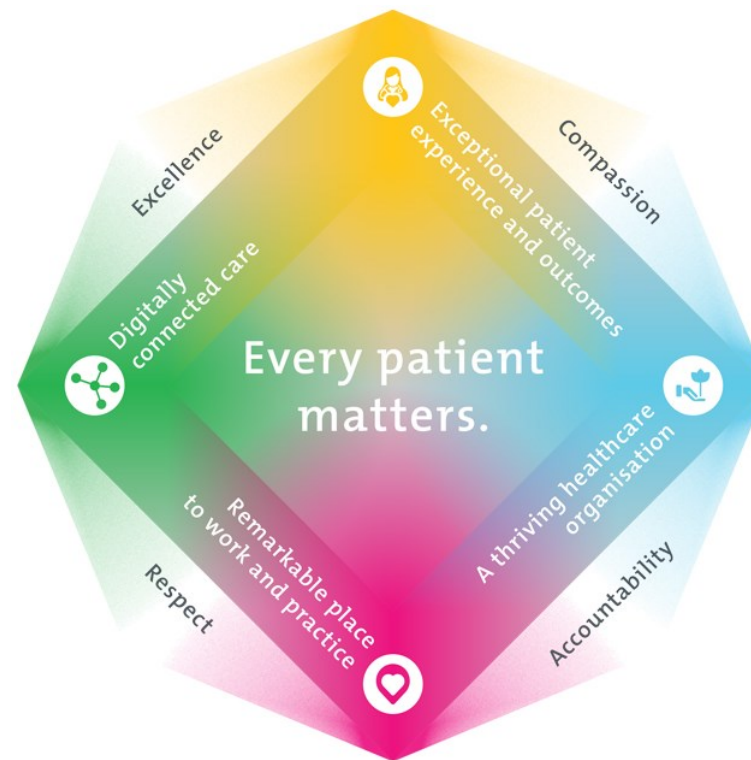 Excellence
Compassion
Exceptional patient
experience and outcomes
Digitally
connected care
Every patient
matters.
Remarkable place
to work and practice
A thriving healthcare
organisation
Respect
Accountability